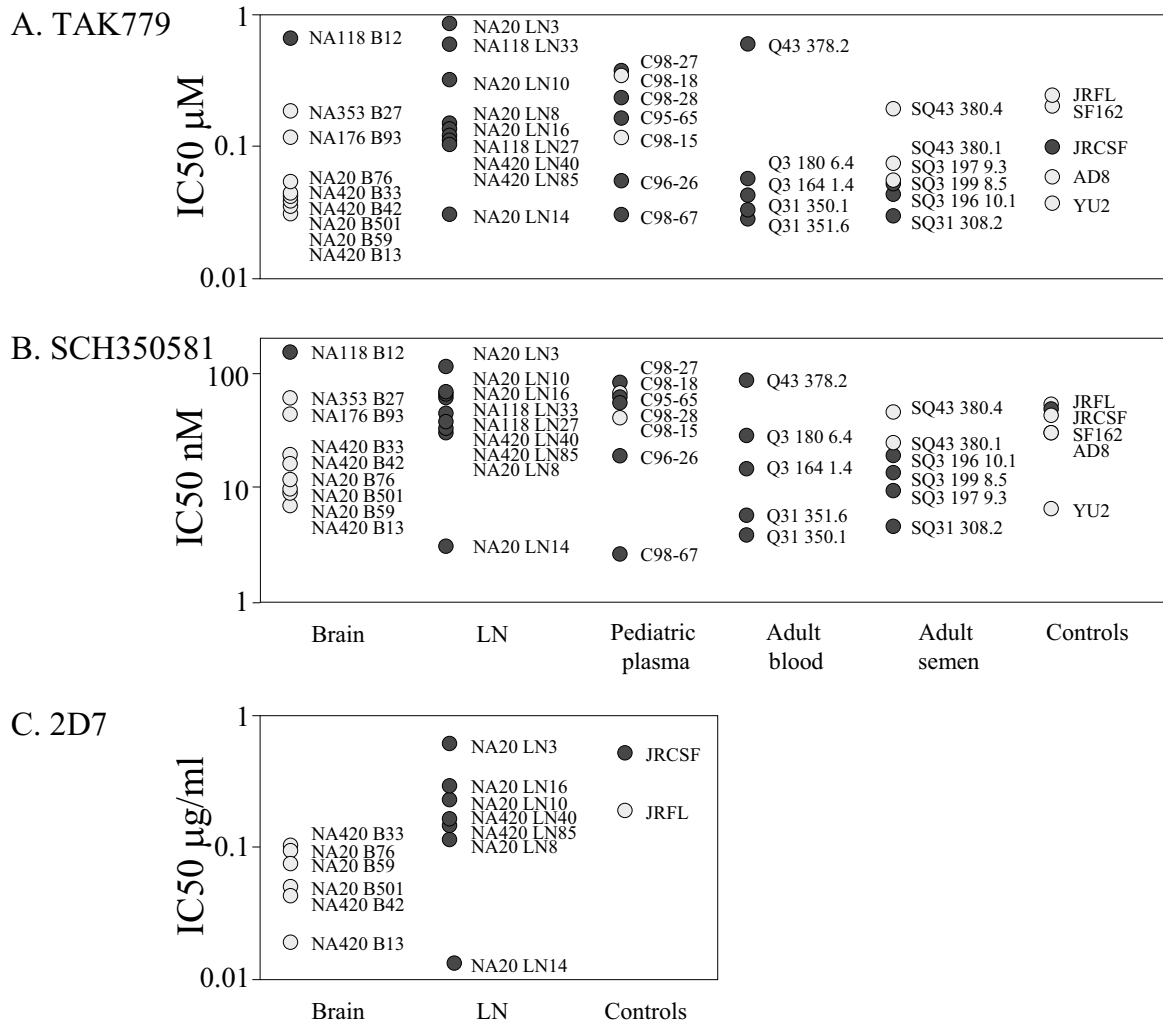 A. TAK779
IC50 µM
1
0.1
0.01
NA118 B12
NA353 B27
NA176 B93
NA20 B76
NA420 B33
NA420 B42
NA20 B501
NA20 B59
NA420 B13
NA20 LN3
NA118 LN33
NA20 LN10
NA20 LN8
NA20 LN16
NA118 LN27
NA420 LN40
NA420 LN85
NA20 LN14
C98-27
C98-18
C98-28
C95-65
C98-15
C96-26
C98-67
Q43 378.2
Q3 180 6.4
Q3 164 1.4
Q31 350.1
Q31 351.6
SQ43 380.4
SQ43 380.1
SQ3 197 9.3
SQ3 199 8.5
SQ3 196 10.1
SQ31 308.2
JRFL
SF162
JRCSF
AD8
YU2
B. SCH350581
IC50 nM
100
10
1
NA118 B12
NA353 B27
NA176 B93
NA420 B33
NA420 B42
NA20 B76
NA20 B501
NA20 B59
NA420 B13
NA20 LN3
NA20 LN10
NA20 LN16
NA118 LN33
NA118 LN27
NA420 LN40
NA420 LN85
NA20 LN8
NA20 LN14
C98-27
C98-18
C95-65
C98-28
C98-15
C96-26
C98-67
Q43 378.2
Q3 180 6.4
Q3 164 1.4
Q31 351.6
Q31 350.1
SQ43 380.4
SQ43 380.1
SQ3 196 10.1
SQ3 199 8.5
SQ3 197 9.3
SQ31 308.2
JRFL
JRCSF
SF162
AD8
YU2
Brain
LN
Pediatric
plasma
Adult
blood
Adult
semen
Controls
C. 2D7
IC50 µg/ml
1
0.1
0.01
NA420 B33
NA20 B76
NA20 B59
NA20 B501
NA420 B42
NA420 B13
NA20 LN3
NA20 LN16
NA20 LN10
NA420 LN40
NA420 LN85
NA20 LN8
NA20 LN14
JRCSF
JRFL
Brain
LN
Controls